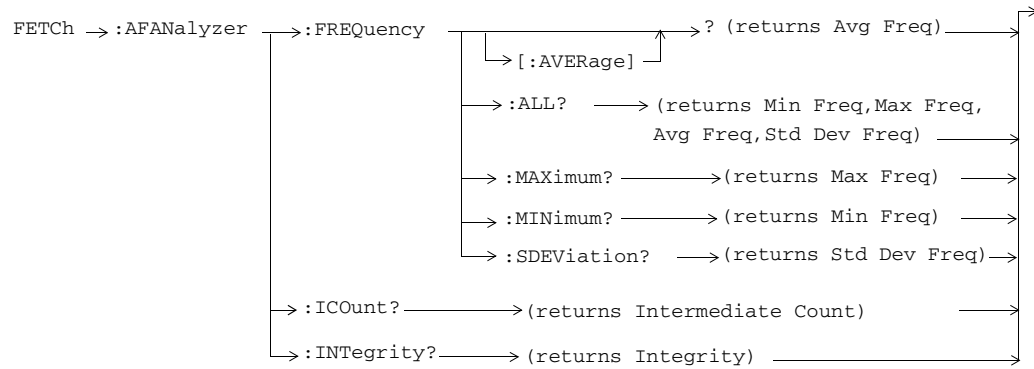 FETCh :AFANalyzer :FREQuency ? (returns Avg Freq)
[:AVERage]
:ALL? (returns Min Freq,Max Freq,
Avg Freq,Std Dev Freq)
:MAXimum? (returns Max Freq)
:MINimum? (returns Min Freq)
:SDEViation? (returns Std Dev Freq)
:ICOunt? (returns Intermediate Count)
:INTegrity? (returns Integrity)